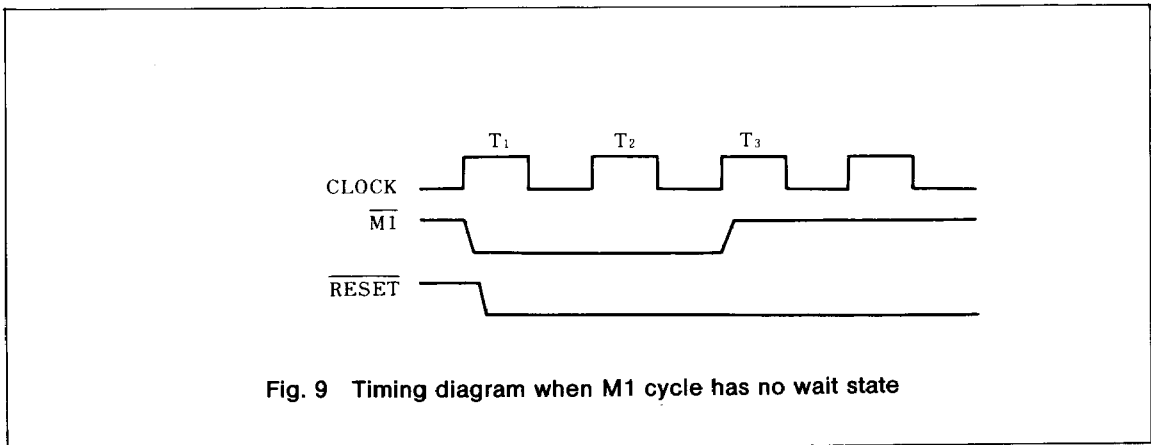 T₁ T₂ T₃
CLOCK
M1
RESET
Fig. 9 Timing diagram when M1 cycle has no wait state